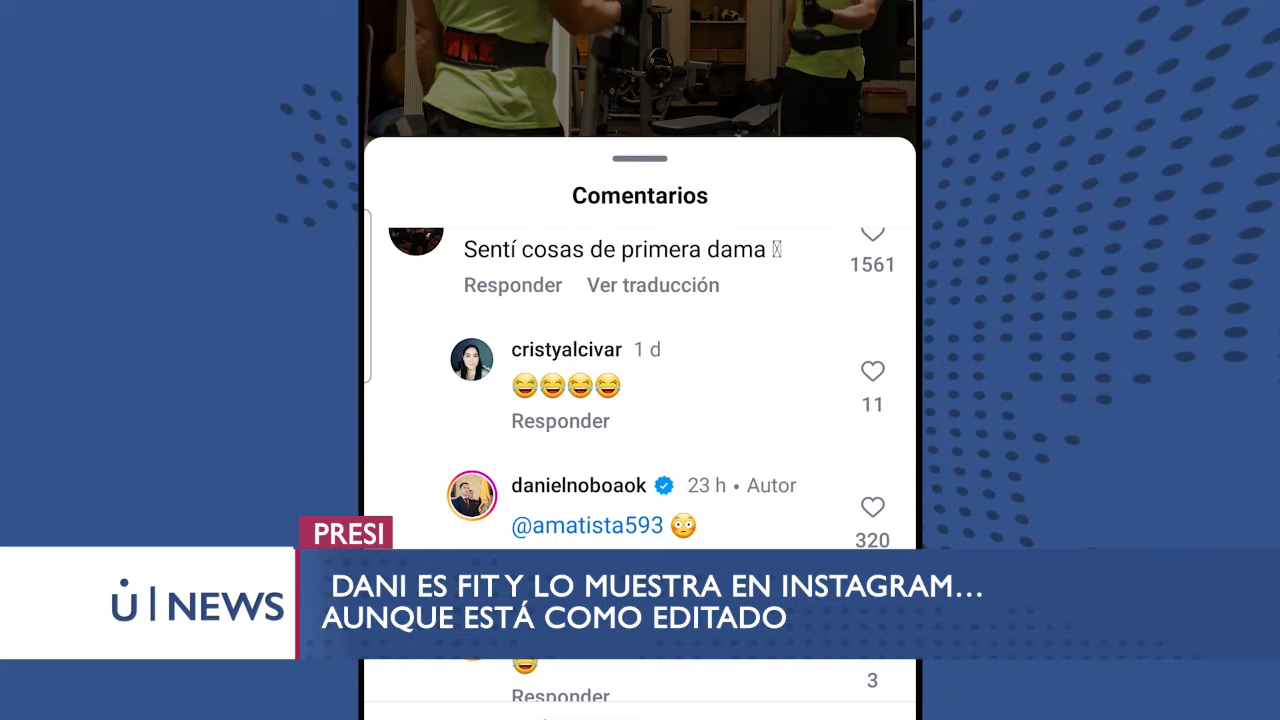 Comentarios
Sentí cosas de primera dama
1561
Responder Ver traducción
cristyalcivar 1 d
11
Responder
danielnoboaok 23 h • Autor
@amatista593 😳
320
PRESI
DANI ES FIT Y LO MUESTRA EN INSTAGRAM...
AUNQUE ESTÁ COMO EDITADO
U | NEWS
3
Responder